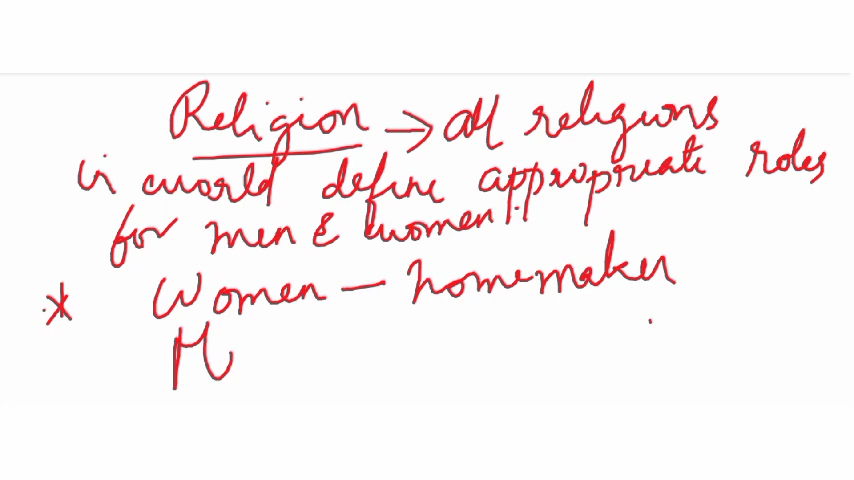 Religion → all religions
in world define appropriate roles
for men & women.
* Women — homemaker
M